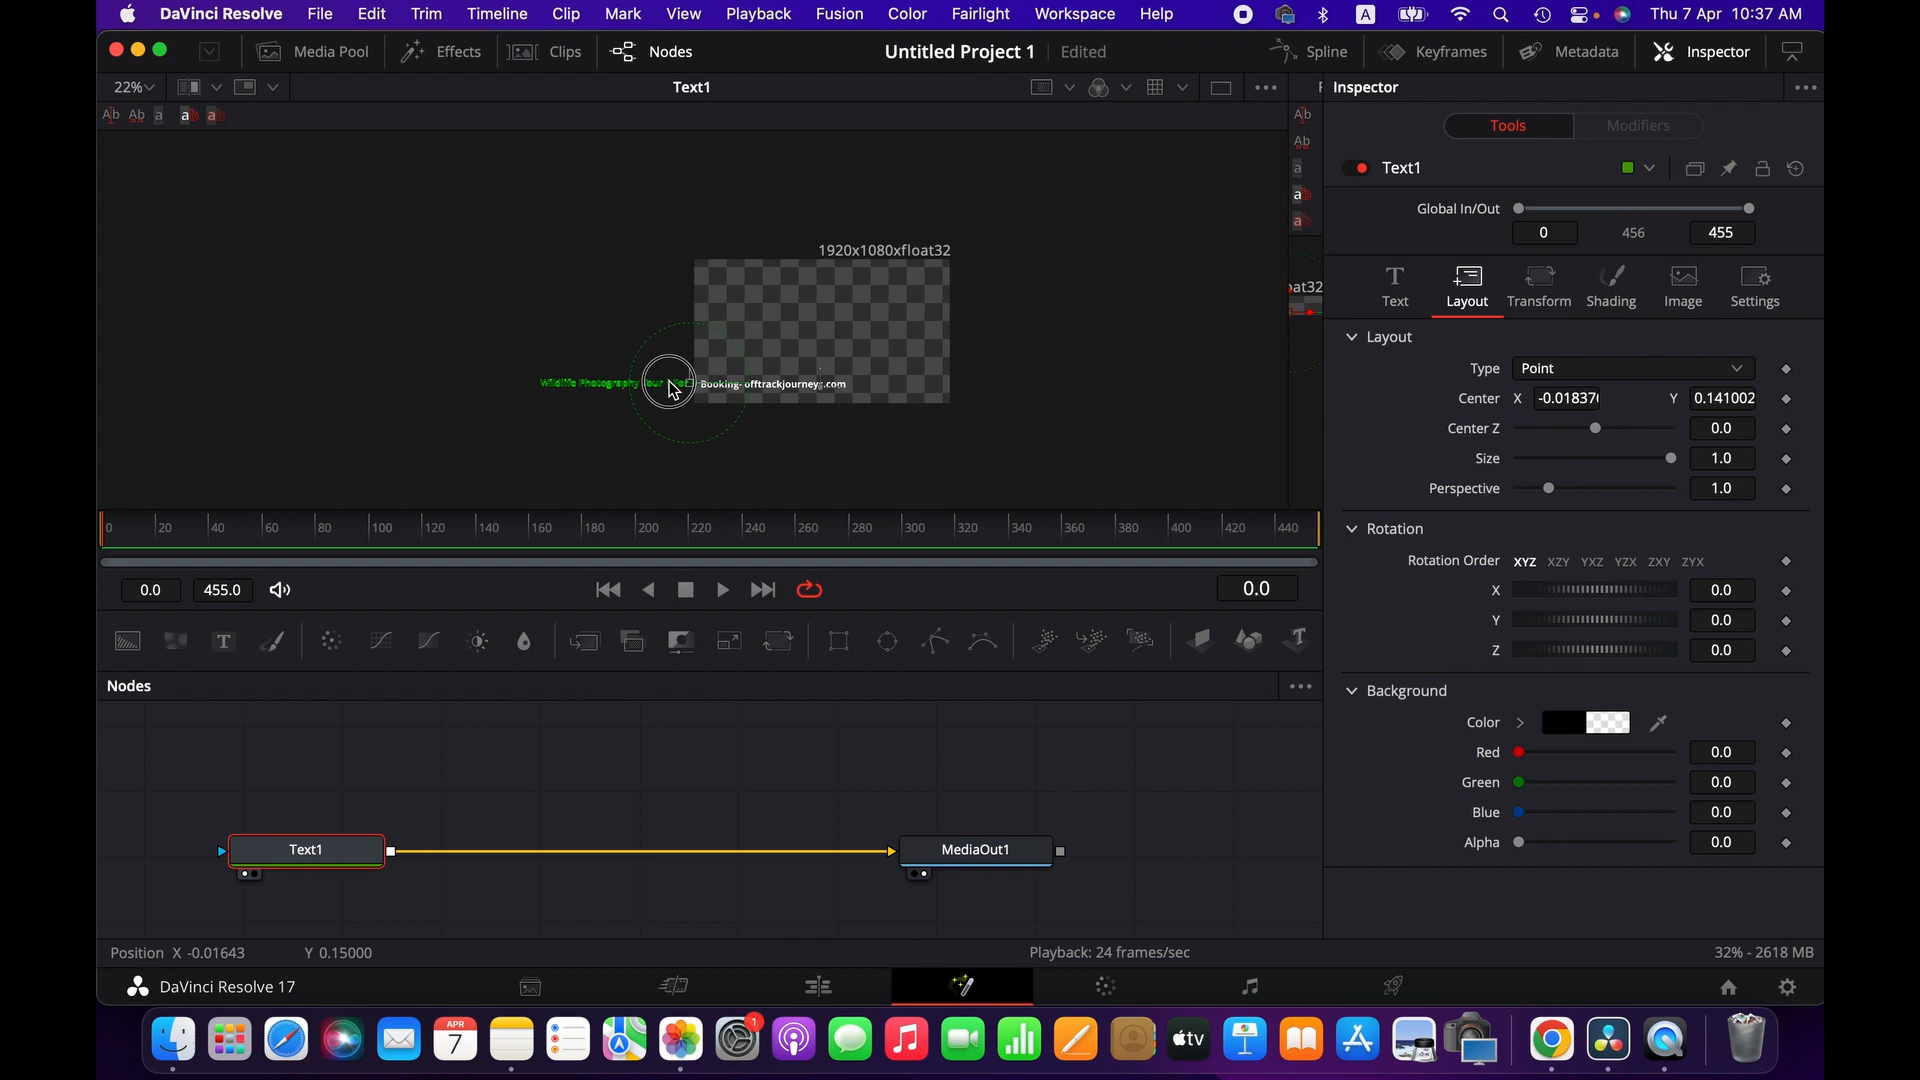 DaVinci Resolve File Edit Trim Timeline Clip Mark View Playback Fusion Color Fairlight Workspace Help A Thu 7 Apr 10:37 AM
Media Pool Effects Clips Nodes Untitled Project 1 Edited Spline Keyframes Metadata Inspector
22% Text1 Inspector
Tools Modifiers
Text1
Global In/Out
0 456 455
Text Layout Transform Shading Image Settings
1920x1080xfloat32
at32
Wildlife Photography Tour
Booking- offtrackjourneys.com
Layout
Type Point
Center X -0.01837 Y 0.141002
Center Z 0.0
Size 1.0
Perspective 1.0
Rotation
Rotation Order XYZ XZY YXZ YZX ZXY ZYX
X 0.0
Y 0.0
Z 0.0
Background
Color
Red 0.0
Green 0.0
Blue 0.0
Alpha 0.0
0 20 40 60 80 100 120 140 160 180 200 220 240 260 280 300 320 340 360 380 400 420 440
0.0 455.0 0.0
Nodes
Text1 MediaOut1
Position X -0.01643 Y 0.15000 Playback: 24 frames/sec 32% - 2618 MB
DaVinci Resolve 17
APR
7
1
tv